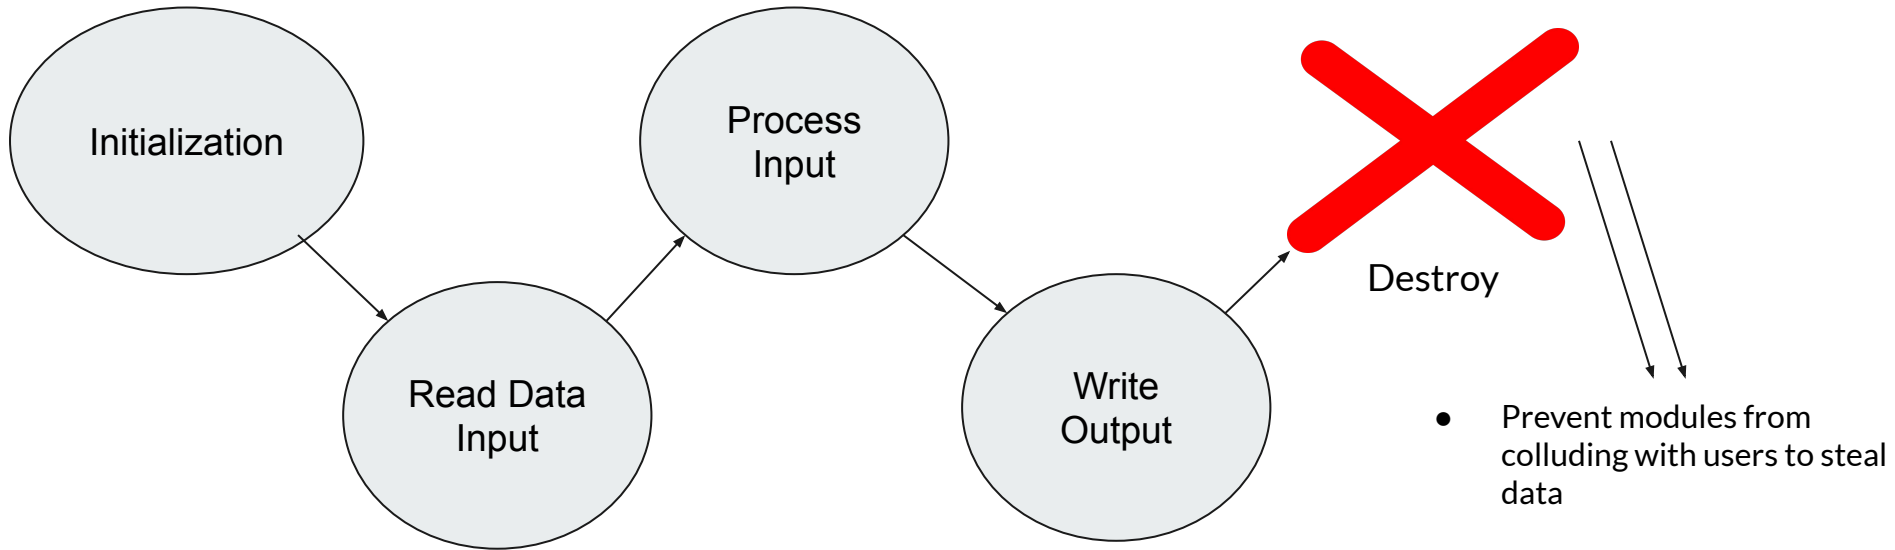 Initialization
Read Data
Input
Process
Input
Write
Output
Destroy
● Prevent modules from
colluding with users to steal
data